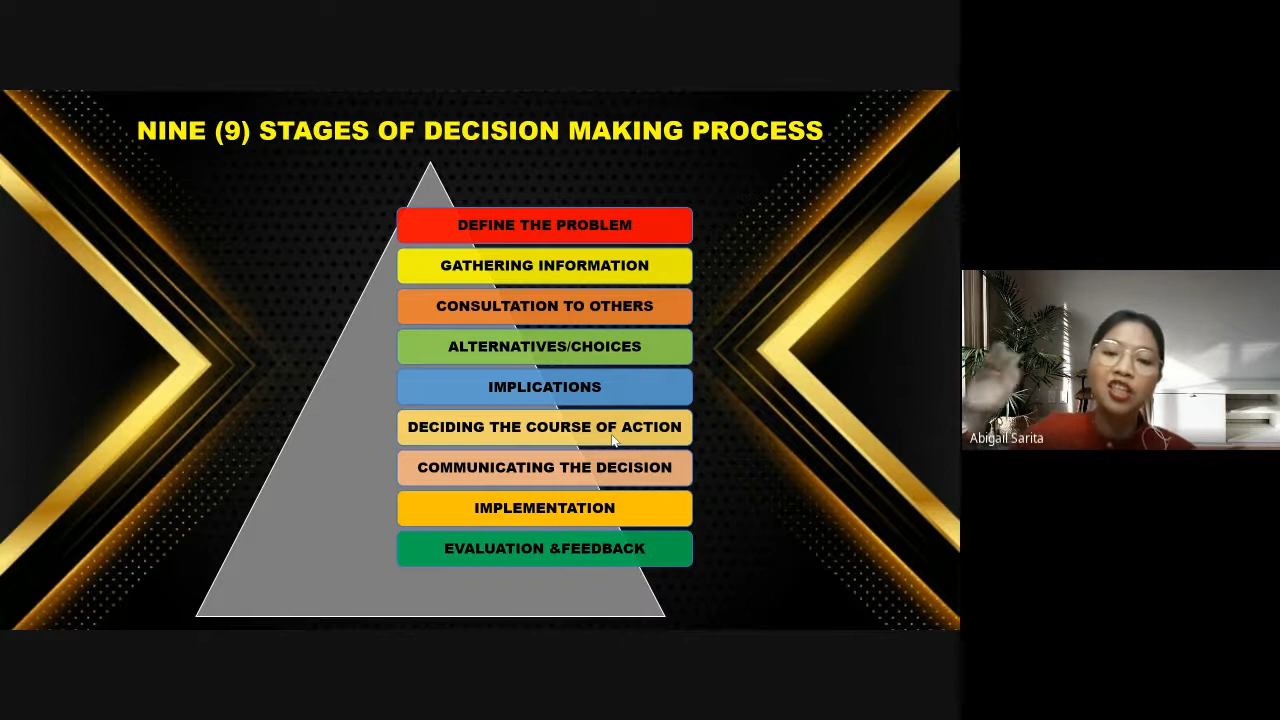 NINE (9) STAGES OF DECISION MAKING PROCESS
DEFINE THE PROBLEM
GATHERING INFORMATION
CONSULTATION TO OTHERS
ALTERNATIVES/CHOICES
IMPLICATIONS
DECIDING THE COURSE OF ACTION
COMMUNICATING THE DECISION
IMPLEMENTATION
EVALUATION &FEEDBACK
Abigail Sarita